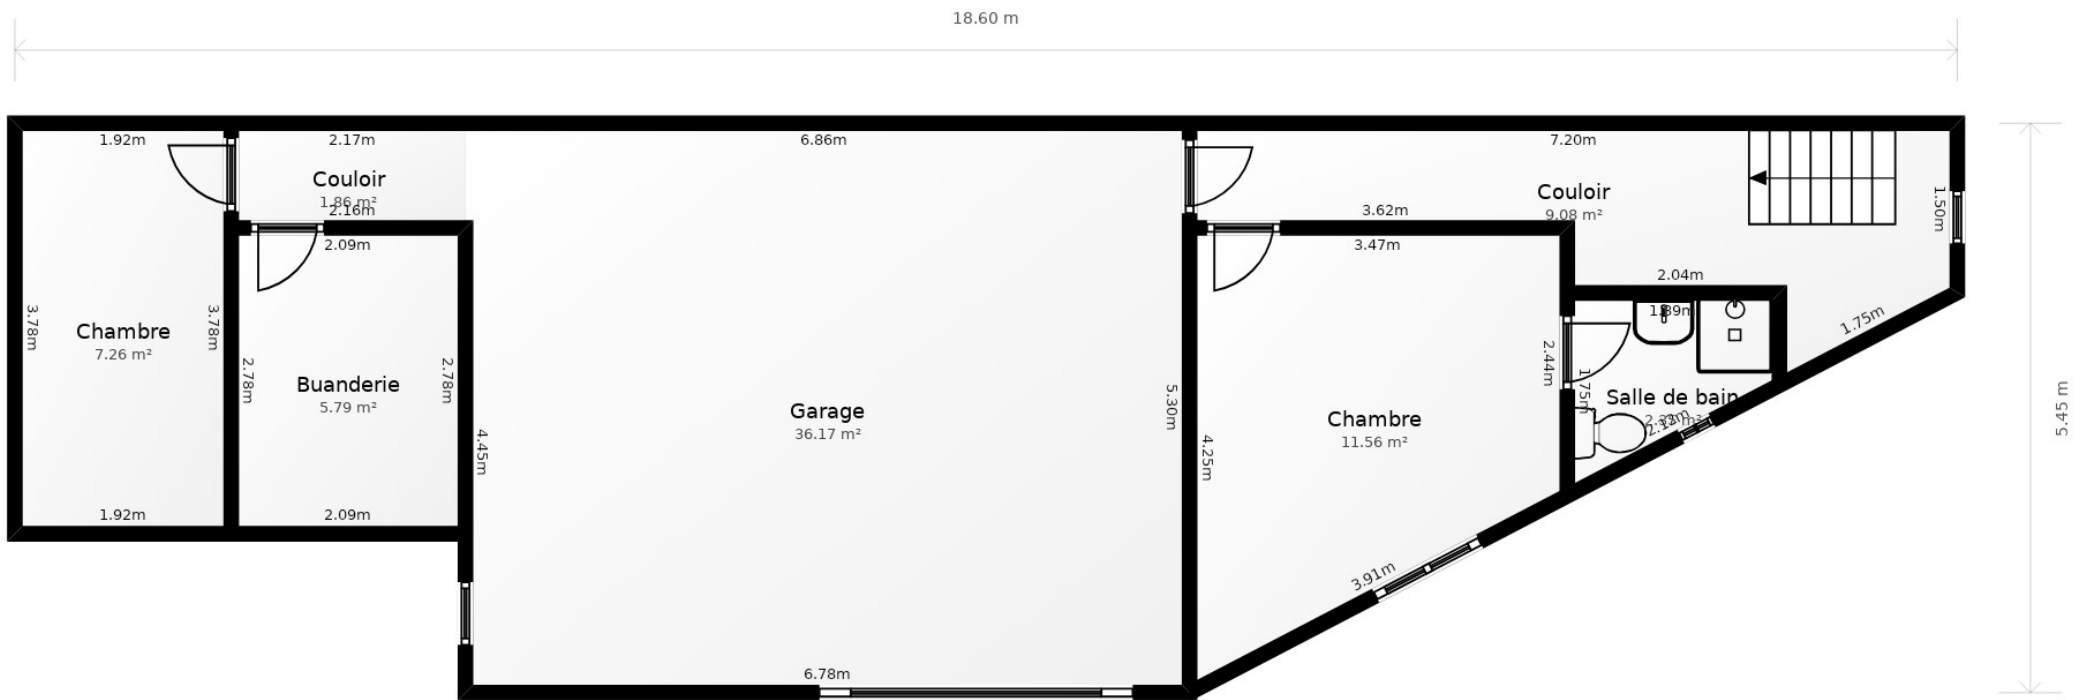 18.60 m
1.92m
2.17m
6.86m
7.20m
Couloir
1.86 m²
2.16m
Couloir
9.08 m²
1.50m
3.62m
2.09m
3.47m
2.04m
1.89m
1.75m
3.78m
Chambre
7.26 m²
3.78m
2.78m
Buanderie
5.79 m²
2.78m
4.45m
Garage
36.17 m²
5.30m
4.25m
Chambre
11.56 m²
2.44m
1.75m
Salle de bain
5.45 m
3.91m
1.92m
2.09m
6.78m